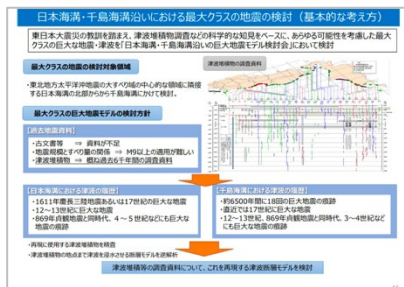 日本海溝・千島海溝沿いにおける最大クラスの地震の検討（基本的な考え方）
東日本大震災の教訓を踏まえ、津波堆積物調査などの科学的な知見をベースに、あらゆる可能性を考慮した最大
クラスの巨大な地震・津波を「日本海溝・千島海溝沿いの巨大地震モデル検討会」において検討
最大クラスの地震の検討対象領域
・東北地方太平洋沖地震の大すべり域の中心的な領域に隣接
する日本海溝の北部からから千島海溝にかけて検討。
最大クラスの巨大地震モデルの検討方針
【過去地震資料】
・古文書等 ⇒ 資料が不足
・地震規模とすべり量の関係 ⇒ M9以上の適用が難しい
・津波堆積物 ⇒ 概ね過去6千年間の調査資料
津波堆積物の調査資料
【日本海溝における津波の履歴】
・1611年慶長三陸地震あるいは17世紀の巨大な地震
・12～13世紀に巨大な地震
・869年貞観地震と同時代、4～5世紀などにも巨大な
地震の痕跡
【千島海溝における津波の履歴】
・約6500年間に18回の巨大な地震の痕跡
・直近では17世紀に巨大な地震
・12～13世紀、869年貞観地震と同時代、3～4世紀など
にも巨大な地震の痕跡
・再現に使用する津波堆積物を精査
・津波堆積物の地点まで津波を浸水させる断層モデルを逆解析
津波堆積等の調査資料について、これを再現する津波断層モデルを検討